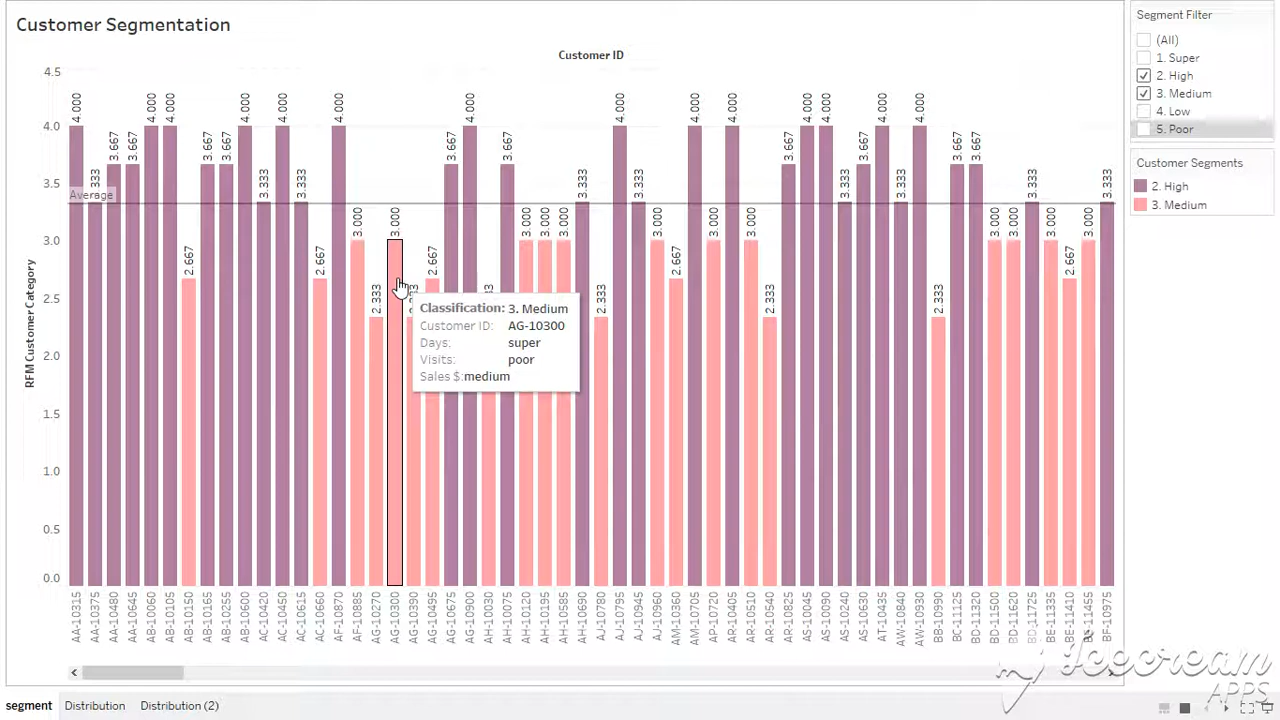 Customer Segmentation
Customer ID
RFM Customer Category
4.5
4.0
3.5
3.0
2.5
2.0
1.5
1.0
0.5
0.0
Average
4.000
3.333
3.667
3.667
4.000
4.000
2.667
3.667
3.667
4.000
3.333
4.000
3.333
2.667
4.000
3.000
2.333
3.000
2.667
3.667
4.000
3.667
3.000
3.000
3.000
3.333
2.333
4.000
3.333
3.000
2.667
4.000
3.000
4.000
3.000
2.333
3.667
4.000
4.000
3.333
3.667
4.000
3.333
4.000
2.333
3.667
3.667
3.000
3.000
3.333
3.000
2.667
3.000
3.333
Classification: 3. Medium
Customer ID: AG-10300
Days: super
Visits: poor
Sales $:medium
AA-10315
AA-10375
AA-10480
AA-10645
AB-10060
AB-10105
AB-10150
AB-10165
AB-10255
AB-10600
AC-10420
AC-10450
AC-10615
AC-10660
AF-10870
AF-10885
AG-10270
AG-10300
AG-10390
AG-10495
AG-10675
AG-10900
AH-10030
AH-10075
AH-10120
AH-10195
AH-10585
AH-10690
AJ-10780
AJ-10795
AJ-10945
AJ-10960
AM-10360
AM-10705
AP-10720
AR-10405
AR-10510
AR-10540
AR-10825
AS-10045
AS-10090
AS-10240
AS-10630
AT-10435
AW-10840
AW-10930
BB-10990
BC-11125
BD-11320
BD-11500
BD-11620
BD-11725
BE-11335
BE-11410
BE-11455
BF-10975
Segment Filter
(All)
1. Super
2. High
3. Medium
4. Low
5. Poor
Customer Segments
2. High
3. Medium
segment
Distribution
Distribution (2)
Icecream
APPS